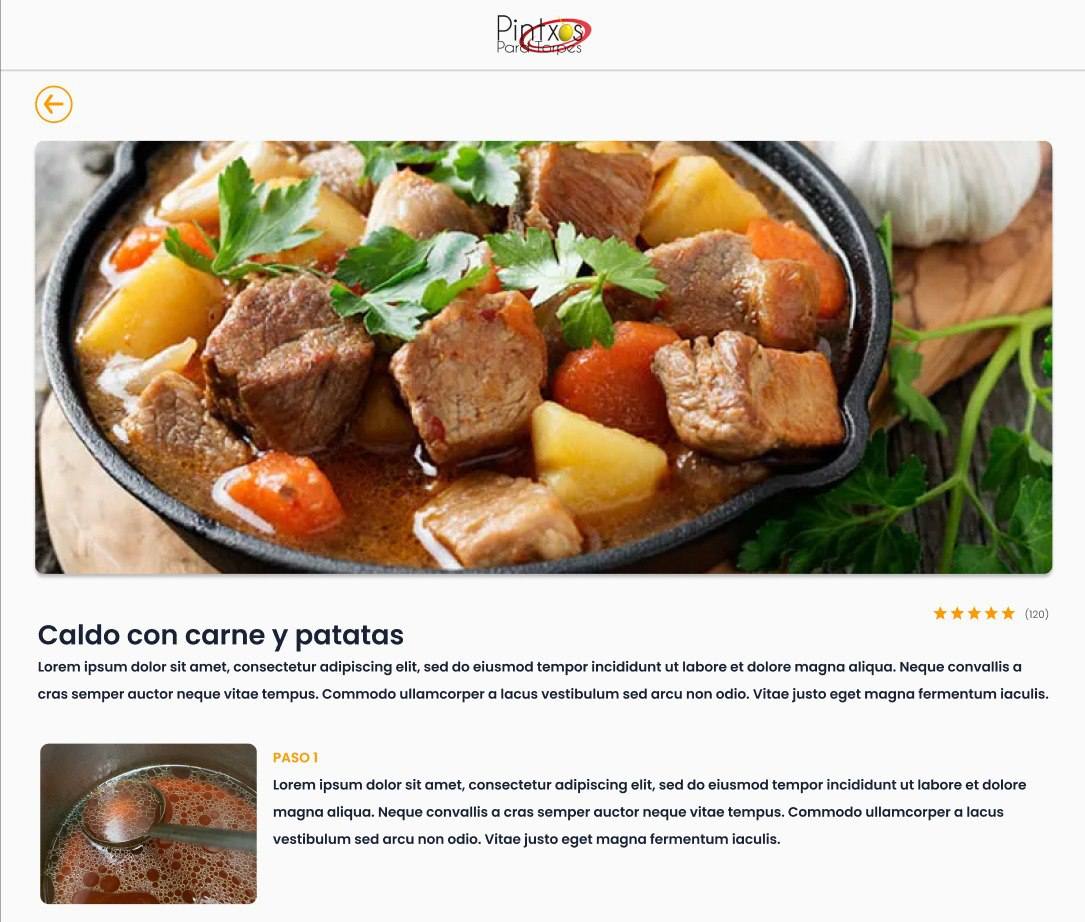 Pintxos
Para Torpes
(120)
Caldo con carne y patatas
Lorem ipsum dolor sit amet, consectetur adipiscing elit, sed do eiusmod tempor incididunt ut labore et dolore magna aliqua. Neque convallis a
cras semper auctor neque vitae tempus. Commodo ullamcorper a lacus vestibulum sed arcu non odio. Vitae justo eget magna fermentum iaculis.
PASO 1
Lorem ipsum dolor sit amet, consectetur adipiscing elit, sed do eiusmod tempor incididunt ut labore et dolore
magna aliqua. Neque convallis a cras semper auctor neque vitae tempus. Commodo ullamcorper a lacus
vestibulum sed arcu non odio. Vitae justo eget magna fermentum iaculis.